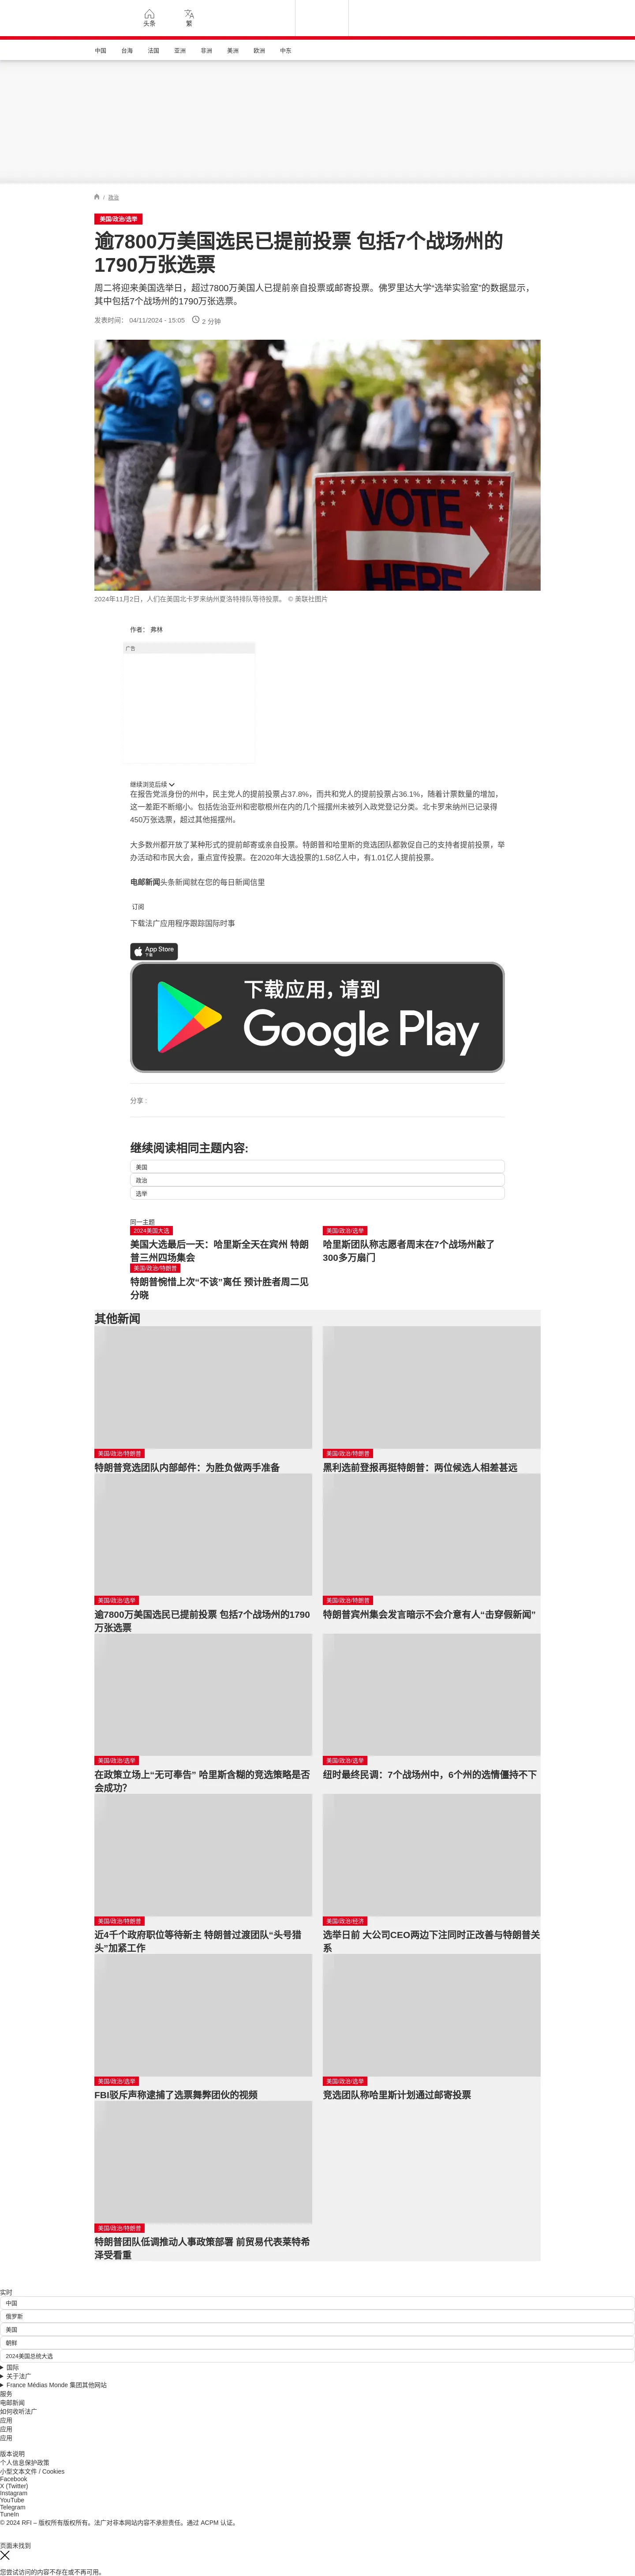 头条
繁
中国 台海 法国 亚洲 非洲 美洲 欧洲 中东
/ 政治
美国/政治/选举
逾7800万美国选民已提前投票 包括7个战场州的
1790万张选票
周二将迎来美国选举日，超过7800万美国人已提前亲自投票或邮寄投票。佛罗里达大学“选举实验室”的数据显示，
其中包括7个战场州的1790万张选票。
发表时间： 04/11/2024 - 15:05 2 分钟
VOTE
HERE
2024年11月2日，人们在美国北卡罗来纳州夏洛特排队等待投票。 © 美联社图片
作者： 弗林
广告
继续浏览后续
在报告党派身份的州中，民主党人的提前投票占37.8%，而共和党人的提前投票占36.1%，随着计票数量的增加，
这一差距不断缩小。包括佐治亚州和密歇根州在内的几个摇摆州未被列入政党登记分类。北卡罗来纳州已记录得
450万张选票，超过其他摇摆州。
大多数州都开放了某种形式的提前邮寄或亲自投票。特朗普和哈里斯的竞选团队都敦促自己的支持者提前投票，举
办活动和市民大会，重点宣传投票。在2020年大选投票的1.58亿人中，有1.01亿人提前投票。
电邮新闻头条新闻就在您的每日新闻信里
订阅
下载法广应用程序跟踪国际时事
App Store
下载
下载应用，请到
Google Play
分享 :
继续阅读相同主题内容:
美国
政治
选举
同一主题
2024美国大选
美国大选最后一天：哈里斯全天在宾州 特朗
普三州四场集会
美国/政治/选举
哈里斯团队称志愿者周末在7个战场州敲了
300多万扇门
美国/政治/特朗普
特朗普惋惜上次“不该”离任 预计胜者周二见
分晓
其他新闻
美国/政治/特朗普
特朗普竞选团队内部邮件：为胜负做两手准备
美国/政治/特朗普
黑利选前登报再挺特朗普：两位候选人相差甚远
美国/政治/选举
逾7800万美国选民已提前投票 包括7个战场州的1790
万张选票
美国/政治/特朗普
特朗普宾州集会发言暗示不会介意有人“击穿假新闻”
美国/政治/选举
在政策立场上“无可奉告” 哈里斯含糊的竞选策略是否
会成功？
美国/政治/选举
纽时最终民调：7个战场州中，6个州的选情僵持不下
美国/政治/特朗普
近4千个政府职位等待新主 特朗普过渡团队“头号猎
头”加紧工作
美国/政治/经济
选举日前 大公司CEO两边下注同时正改善与特朗普关
系
美国/政治/选举
FBI驳斥声称逮捕了选票舞弊团伙的视频
美国/政治/选举
竞选团队称哈里斯计划通过邮寄投票
美国/政治/特朗普
特朗普团队低调推动人事政策部署 前贸易代表莱特希
泽受看重
实时
中国
俄罗斯
美国
朝鲜
2024美国总统大选
国际
关于法广
France Médias Monde 集团其他网站
服务
电邮新闻
如何收听法广
应用
应用
应用
版本说明
个人信息保护政策
小型文本文件 / Cookies
Facebook
X (Twitter)
Instagram
YouTube
Telegram
TuneIn
© 2024 RFI – 版权所有版权所有。法广对非本网站内容不承担责任。通过 ACPM 认证。
页面未找到
您尝试访问的内容不存在或不再可用。